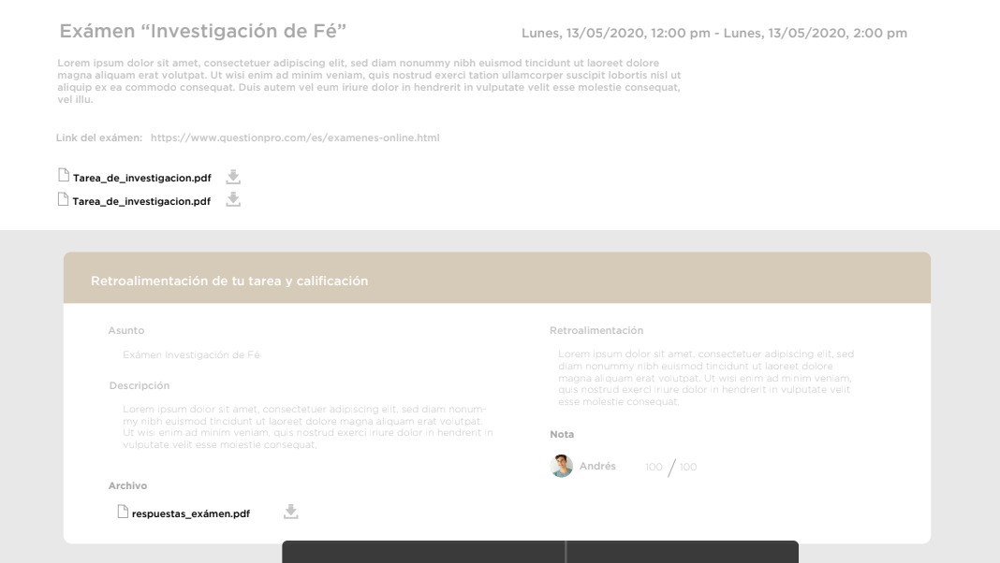 Exámen “Investigación de Fé”
Lunes, 13/05/2020, 12:00 pm - Lunes, 13/05/2020, 2:00 pm
Lorem ipsum dolor sit amet, consectetuer adipiscing elit, sed diam nonummy nibh euismod tincidunt ut laoreet dolore
magna aliquam erat volutpat. Ut wisi enim ad minim veniam, quis nostrud exerci tation ullamcorper suscipit lobortis nisl ut
aliquip ex ea commodo consequat. Duis autem vel eum iriure dolor in hendrerit in vulputate velit esse molestie consequat,
vel illu.
Link del exámen: https://www.questionpro.com/es/examenes-online.html
Tarea_de_investigacion.pdf
Tarea_de_investigacion.pdf
Retroalimentación de tu tarea y calificación
Asunto
Exámen Investigación de Fé
Descripción
Lorem ipsum dolor sit amet, consectetuer adipiscing elit, sed diam nonum-
my nibh euismod tincidunt ut laoreet dolore magna aliquam erat volutpat.
Ut wisi enim ad minim veniam, quis nostrud exerci iriure dolor in hendrerit in
vulputate velit esse molestie consequat,
Archivo
respuestas_exámen.pdf
Retroalimentación
Lorem ipsum dolor sit amet, consectetuer adipiscing elit, sed
diam nonummy nibh euismod tincidunt ut laoreet dolore
magna aliquam erat volutpat. Ut wisi enim ad minim veniam,
quis nostrud exerci iriure dolor in hendrerit in vulputate velit
esse molestie consequat,
Nota
Andrés 100 / 100